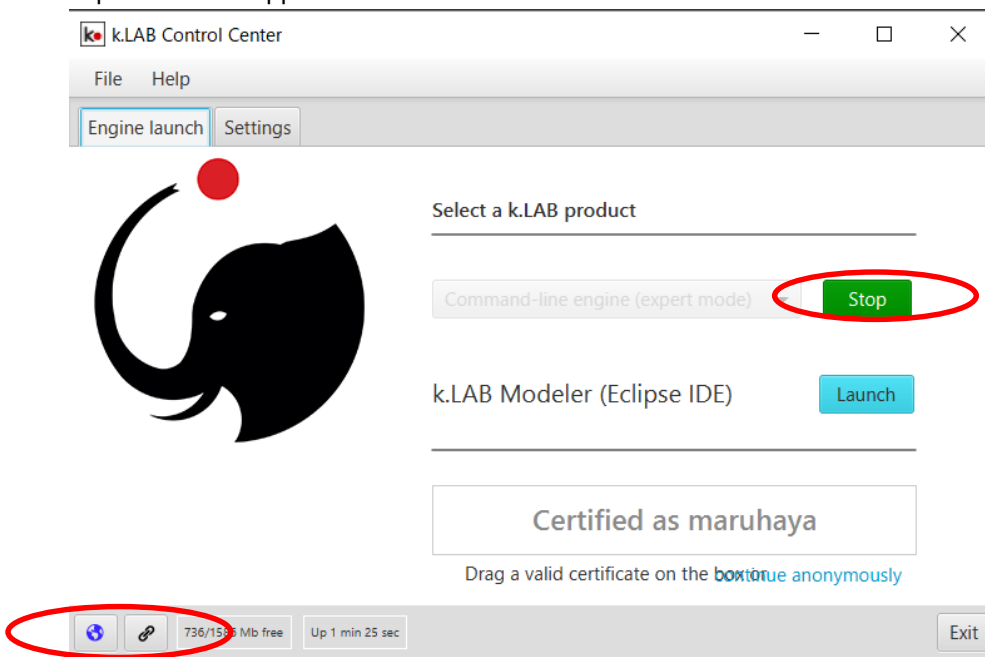 k.LAB Control Center
File Help
Engine launch Settings
Select a k.LAB product
Command-line engine (expert mode) Stop
k.LAB Modeler (Eclipse IDE) Launch
Certified as maruhaya
Drag a valid certificate on the box or continue anonymously
Mb free Up 1 min 25 sec Exit